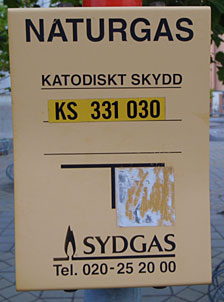 NATURGAS
KATODISKT SKYDD
KS 331 030
SYDGAS
Tel. 020-25 20 00